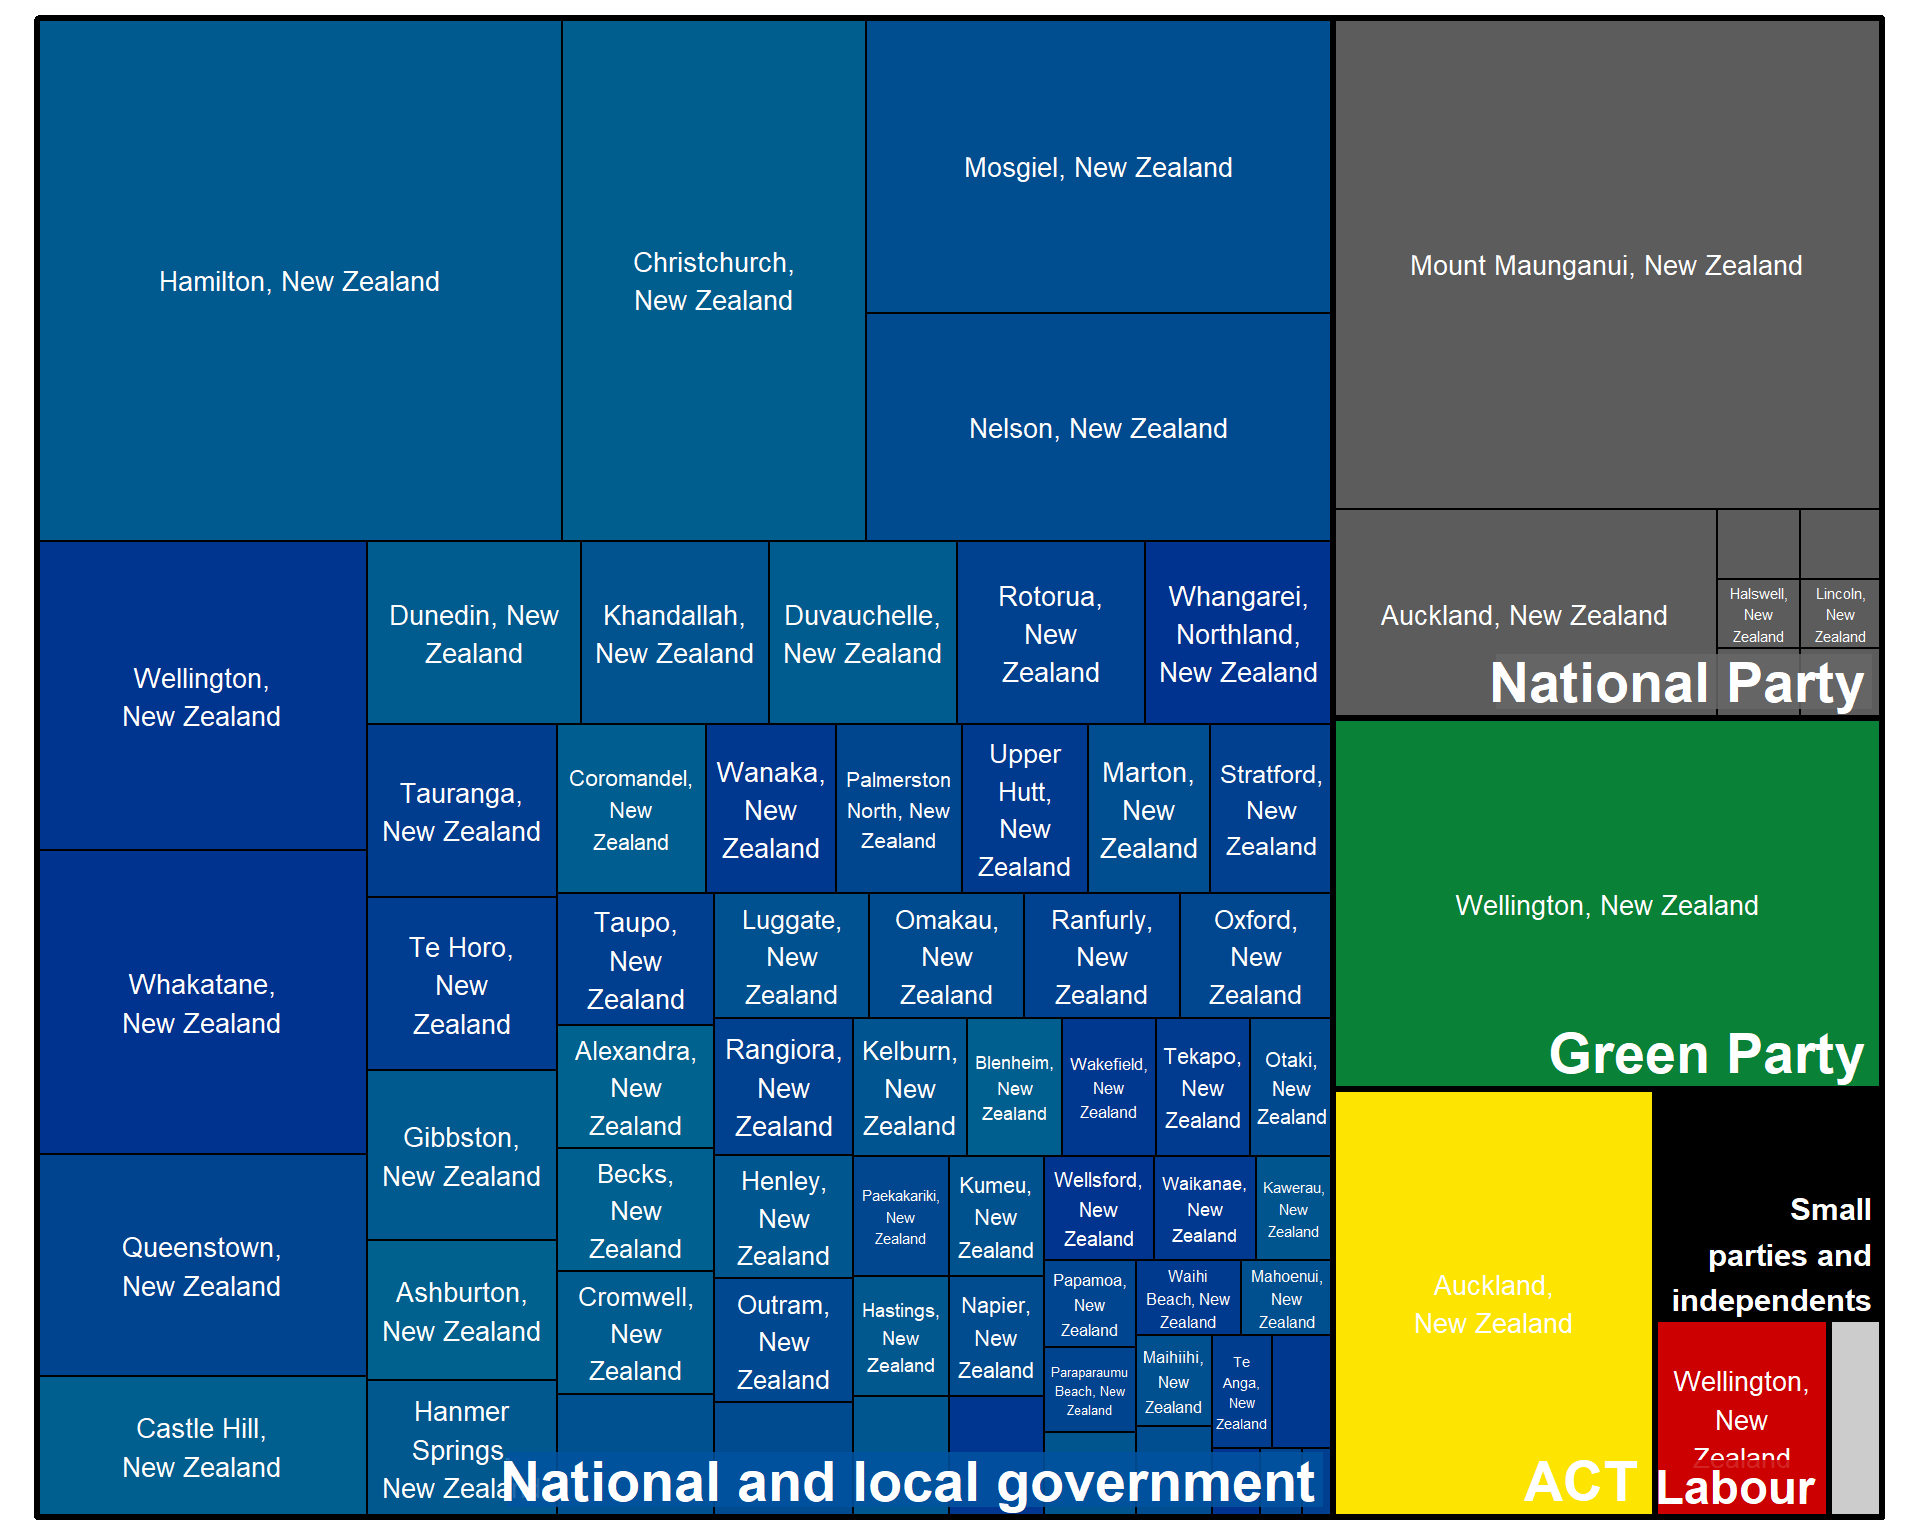 Hamilton, New Zealand
Christchurch,
New Zealand
Mosgiel, New Zealand
Nelson, New Zealand
Wellington,
New Zealand
Whakatane,
New Zealand
Queenstown,
New Zealand
Castle Hill,
New Zealand
Dunedin, New
Zealand
Khandallah,
New Zealand
Duvauchelle,
New Zealand
Rotorua,
New
Zealand
Whangarei,
Northland,
New Zealand
Tauranga,
New Zealand
Te Horo,
New
Zealand
Gibbston,
New Zealand
Ashburton,
New Zealand
Hanmer
Springs,
New Zealand
Coromandel,
New
Zealand
Wanaka,
New
Zealand
Palmerston
North, New
Zealand
Upper
Hutt,
New
Zealand
Marton,
New
Zealand
Stratford,
New
Zealand
Taupo,
New
Zealand
Alexandra,
New
Zealand
Becks,
New
Zealand
Cromwell,
New
Zealand
Luggate,
New
Zealand
Omakau,
New
Zealand
Ranfurly,
New
Zealand
Oxford,
New
Zealand
Rangiora,
New
Zealand
Henley,
New
Zealand
Outram,
New
Zealand
Kelburn,
New
Zealand
Blenheim,
New
Zealand
Wakefield,
New
Zealand
Tekapo,
New
Zealand
Otaki,
New
Zealand
Paekakariki,
New
Zealand
Kumeu,
New
Zealand
Hastings,
New
Zealand
Napier,
New
Zealand
Wellsford,
New
Zealand
Waikanae,
New
Zealand
Kawerau,
New
Zealand
Papamoa,
New
Zealand
Waihi
Beach, New
Zealand
Mahoenui,
New
Zealand
Paraparaumu
Beach, New
Zealand
Maihiihi,
New
Zealand
Te
Anga,
New
Zealand
National and local government
Mount Maunganui, New Zealand
Auckland, New Zealand
Halswell,
New
Zealand
Lincoln,
New
Zealand
National Party
Wellington, New Zealand
Green Party
Auckland,
New Zealand
ACT
Small
parties and
independents
Wellington,
New
Zealand
Labour